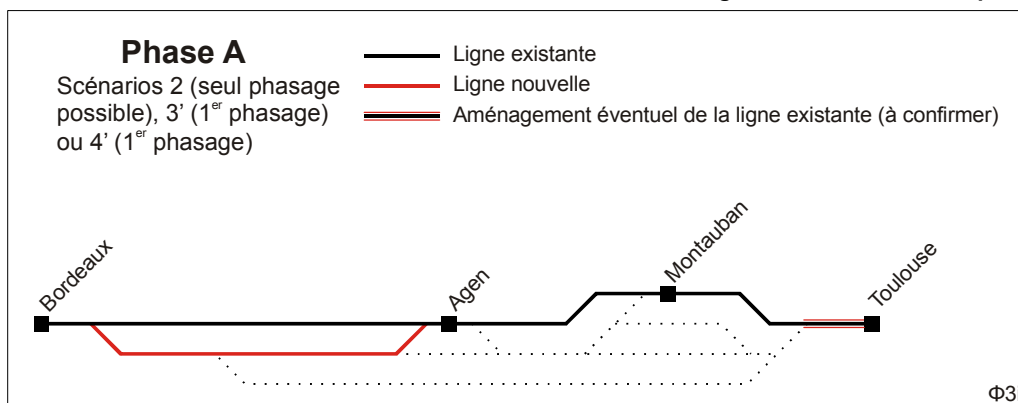 Phase A
Scénarios 2 (seul phasage
possible), 3' (1er phasage)
ou 4' (1er phasage)
Ligne existante
Ligne nouvelle
Aménagement éventuel de la ligne existante (à confirmer)
Bordeaux
Agen
Montauban
Toulouse